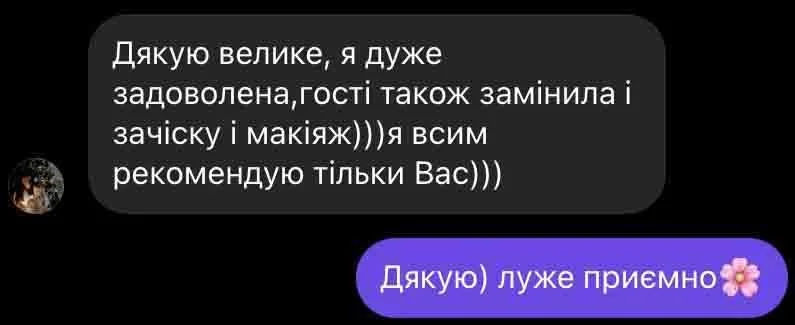 Дякую велике, я дуже
задоволена,гості також замінила і
зачіску і макіяж)))я всим
рекомендую тільки Вас)))
Дякую) луже приємно🌸